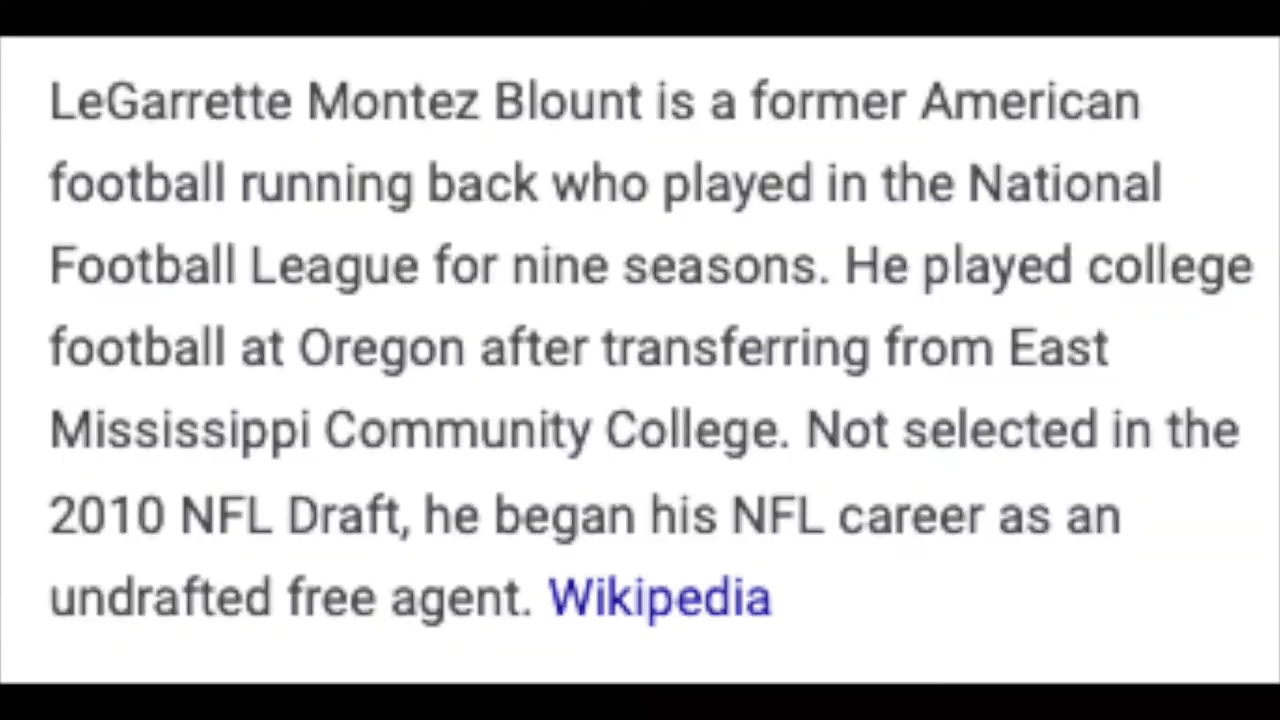 LeGarrette Montez Blount is a former American
football running back who played in the National
Football League for nine seasons. He played college
football at Oregon after transferring from East
Mississippi Community College. Not selected in the
2010 NFL Draft, he began his NFL career as an
undrafted free agent. Wikipedia